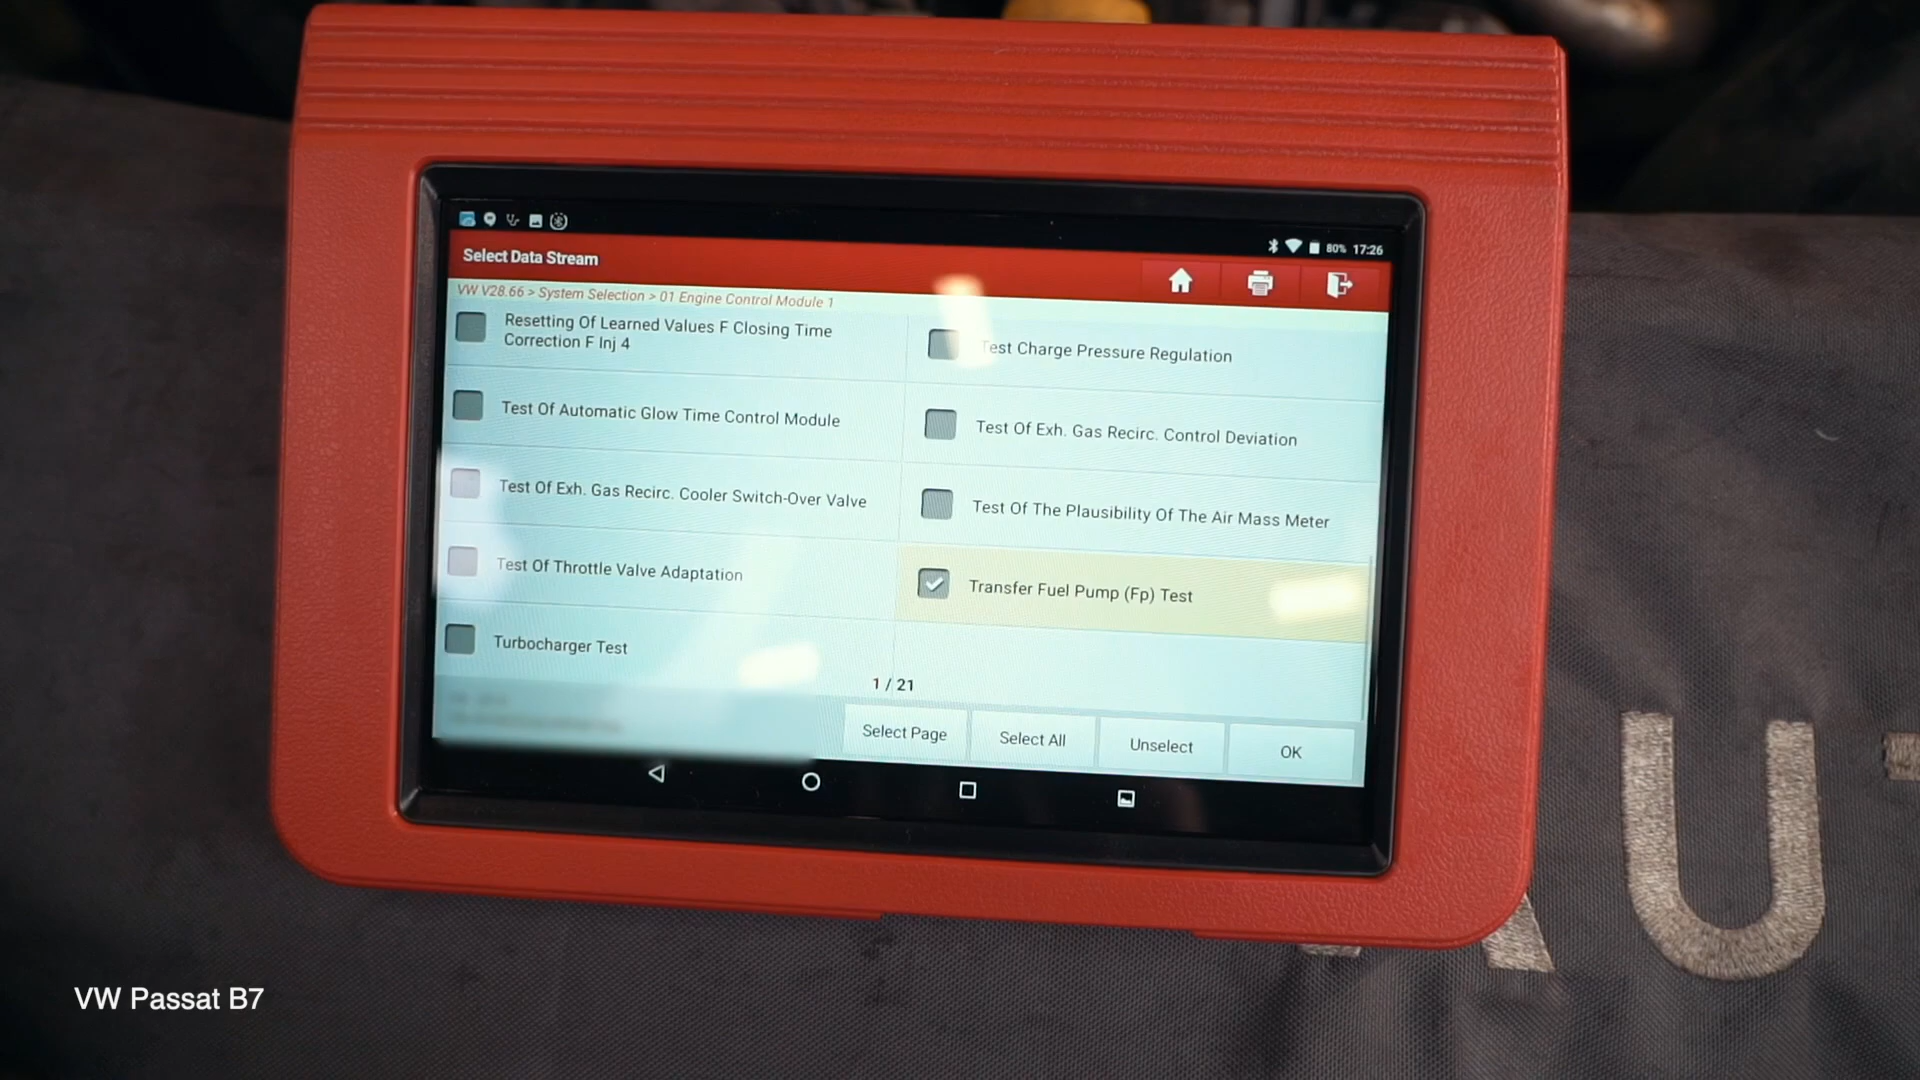 80% 17:26
Select Data Stream
VW V28.66 > System Selection > 01 Engine Control Module 1
Resetting Of Learned Values F Closing Time
Correction F Inj 4
Test Charge Pressure Regulation
Test Of Automatic Glow Time Control Module
Test Of Exh. Gas Recirc. Control Deviation
Test Of Exh. Gas Recirc. Cooler Switch-Over Valve
Test Of The Plausibility Of The Air Mass Meter
Test Of Throttle Valve Adaptation
Transfer Fuel Pump (Fp) Test
Turbocharger Test
1 / 21
Select Page
Select All
Unselect
OK
VW Passat B7